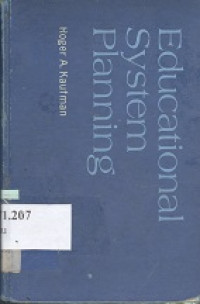 Educational
System
Planning
Roger A. Kaufman
1.207